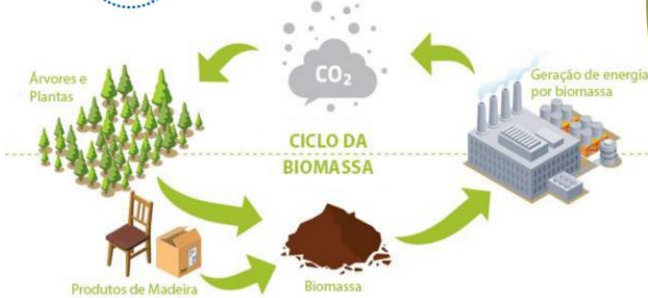 CO₂
Árvores e
Plantas
Geração de energia
por biomassa
CICLO DA
BIOMASSA
Produtos de Madeira
Biomassa